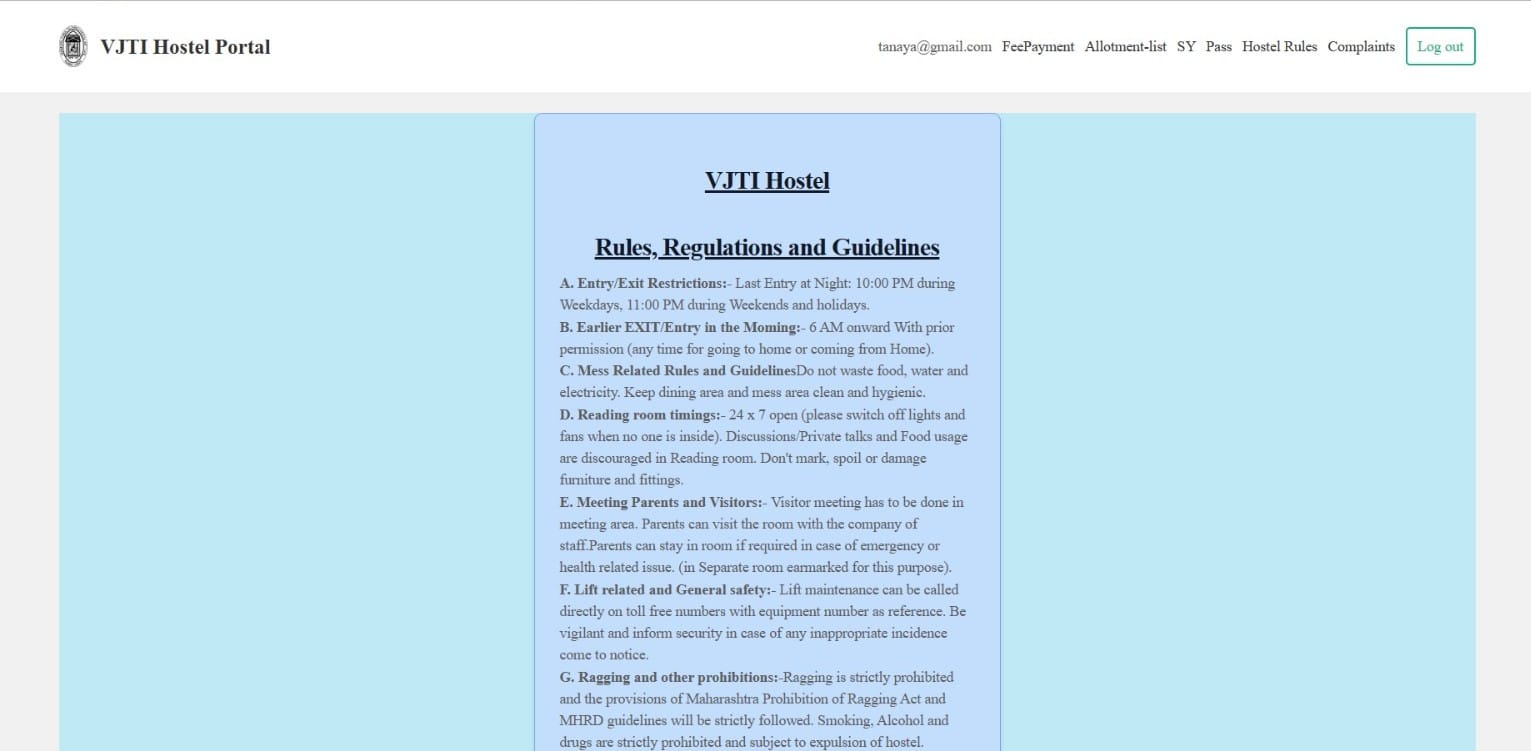 VJTI Hostel Portal
tanaya@gmail.com FeePayment Allotment-list SY Pass Hostel Rules Complaints Log out
VJTI Hostel
Rules, Regulations and Guidelines
A. Entry/Exit Restrictions:- Last Entry at Night: 10:00 PM during
Weekdays, 11:00 PM during Weekends and holidays.
B. Earlier EXIT/Entry in the Moming:- 6 AM onward With prior
permission (any time for going to home or coming from Home).
C. Mess Related Rules and GuidelinesDo not waste food, water and
electricity. Keep dining area and mess area clean and hygienic.
D. Reading room timings:- 24 x 7 open (please switch off lights and
fans when no one is inside). Discussions/Private talks and Food usage
are discouraged in Reading room. Don't mark, spoil or damage
furniture and fittings.
E. Meeting Parents and Visitors:- Visitor meeting has to be done in
meeting area. Parents can visit the room with the company of
staff.Parents can stay in room if required in case of emergency or
health related issue. (in Separate room earmarked for this purpose).
F. Lift related and General safety:- Lift maintenance can be called
directly on toll free numbers with equipment number as reference. Be
vigilant and inform security in case of any inappropriate incidence
come to notice.
G. Ragging and other prohibitions:-Ragging is strictly prohibited
and the provisions of Maharashtra Prohibition of Ragging Act and
MHRD guidelines will be strictly followed. Smoking, Alcohol and
drugs are strictly prohibited and subject to expulsion of hostel.